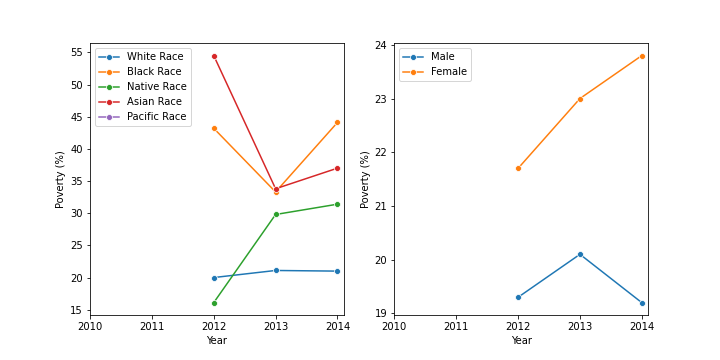 55
50
45
40
35
30
25
20
15
Poverty (%)
White Race
Black Race
Native Race
Asian Race
Pacific Race
2010 2011 2012 2013 2014
Year
24
23
22
21
20
19
Poverty (%)
Male
Female
2010 2011 2012 2013 2014
Year